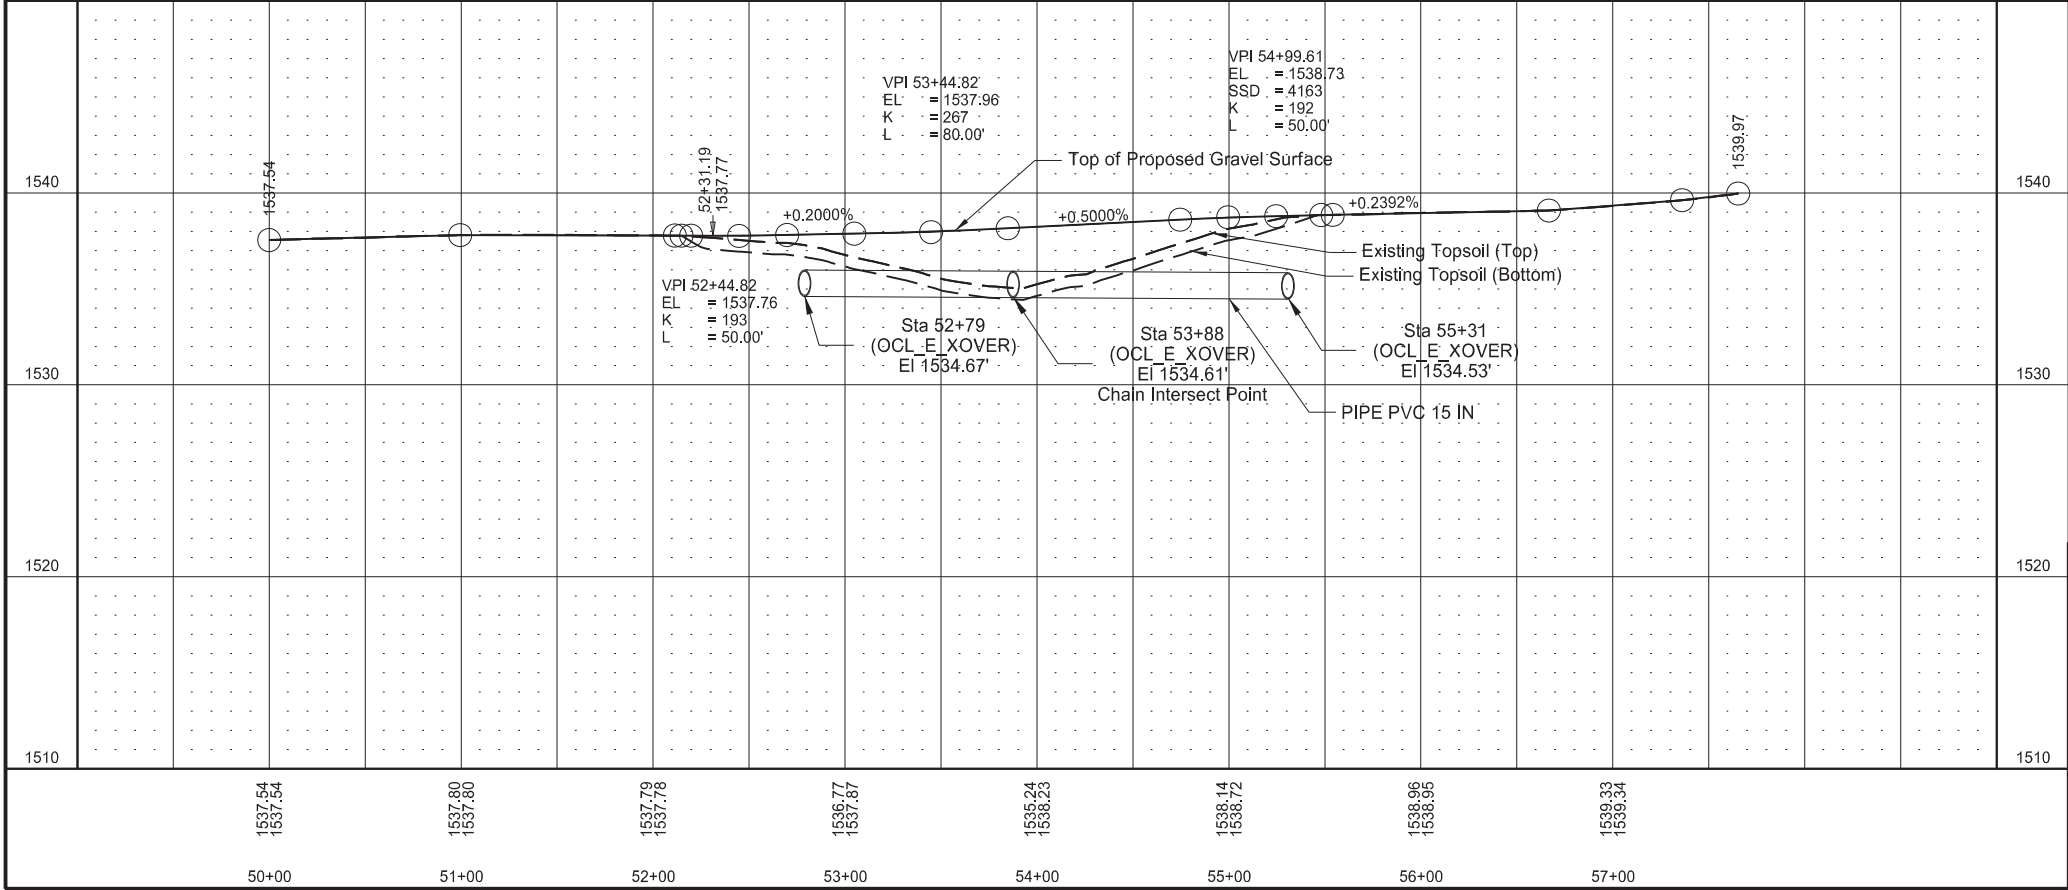 VPI 54+99.61
EL = 1538.73
SSD = 4163
K = 192
L = 50.00'
VPI 53+44.82
EL = 1537.96
K = 267
L = 80.00'
1537.54
52+31.19
1537.77
Top of Proposed Gravel Surface
1539.97
1540
1540
+0.2000%
+0.5000%
+0.2392%
Existing Topsoil (Top)
Existing Topsoil (Bottom)
VPI 52+44.82
EL = 1537.76
K = 193
L = 50.00'
Sta 52+79
(OCL_E_XOVER)
El 1534.67'
Sta 53+88
(OCL_E_XOVER)
El 1534.61'
Chain Intersect Point
Sta 55+31
(OCL_E_XOVER)
El 1534.53'
PIPE PVC 15 IN
1530
1530
1520
1520
1510
1510
1537.54
1537.54
1537.80
1537.80
1537.79
1537.78
1536.77
1537.87
1535.24
1538.23
1538.14
1538.72
1538.96
1538.95
1539.33
1539.34
50+00
51+00
52+00
53+00
54+00
55+00
56+00
57+00